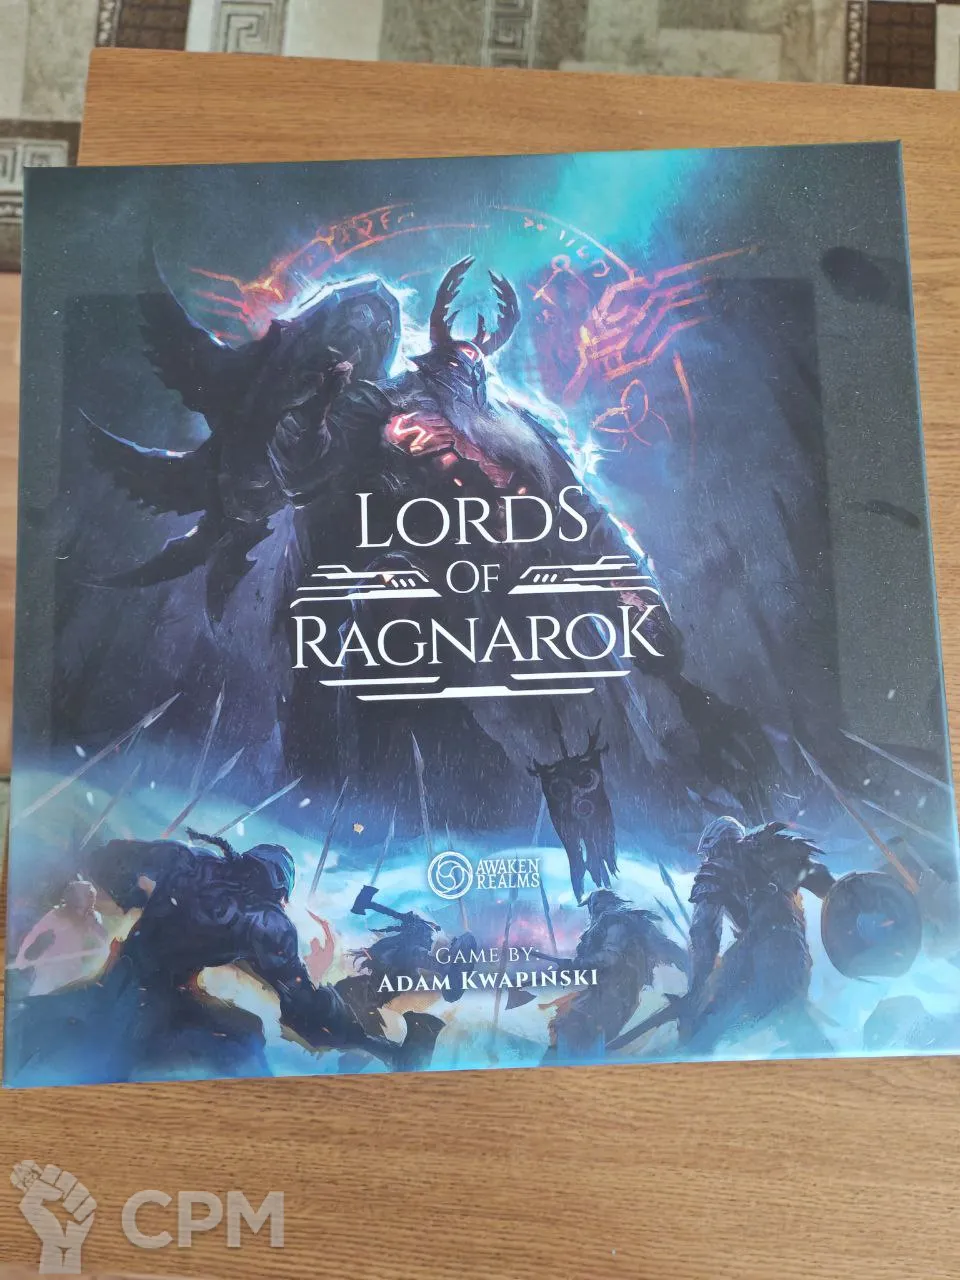 LORDS
OF
RAGNAROK
AWAKEN
REALMS
GAME BY:
ADAM KWAPIŃSKI
CPM